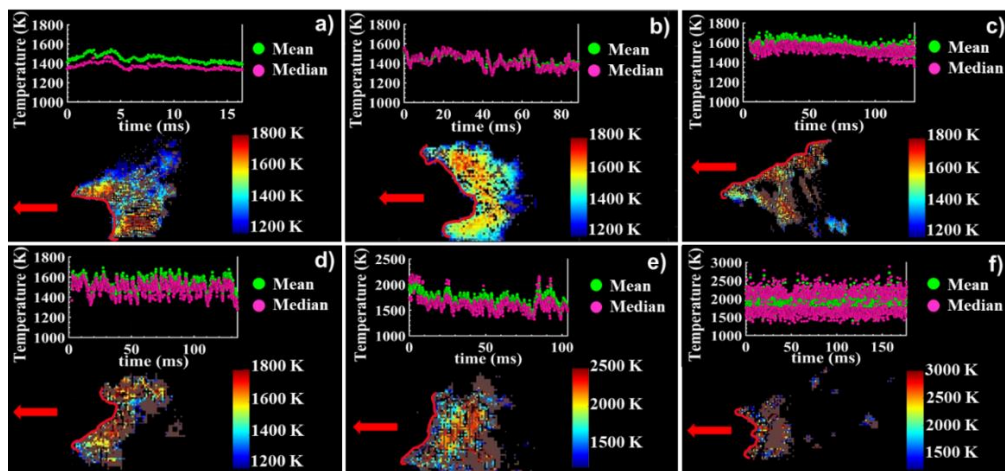 a)
Temperature (K)
1800
1600
1400
1200
1000
Mean
Median
0 5 10 15
time (ms)
1800 K
1600 K
1400 K
1200 K
b)
Temperature (K)
1800
1600
1400
1200
1000
Mean
Median
0 20 40 60 80
time (ms)
1800 K
1600 K
1400 K
1200 K
c)
Temperature (K)
1800
1600
1400
1200
1000
Mean
Median
0 50 100
time (ms)
1800 K
1600 K
1400 K
1200 K
d)
Temperature (K)
1800
1600
1400
1200
1000
Mean
Median
0 50 100
time (ms)
1800 K
1600 K
1400 K
1200 K
e)
Temperature (K)
2500
2000
1500
1000
Mean
Median
0 20 40 60 80 100
time (ms)
2500 K
2000 K
1500 K
f)
Temperature (K)
3000
2500
2000
1500
1000
Mean
Median
0 50 100 150
time (ms)
3000 K
2500 K
2000 K
1500 K